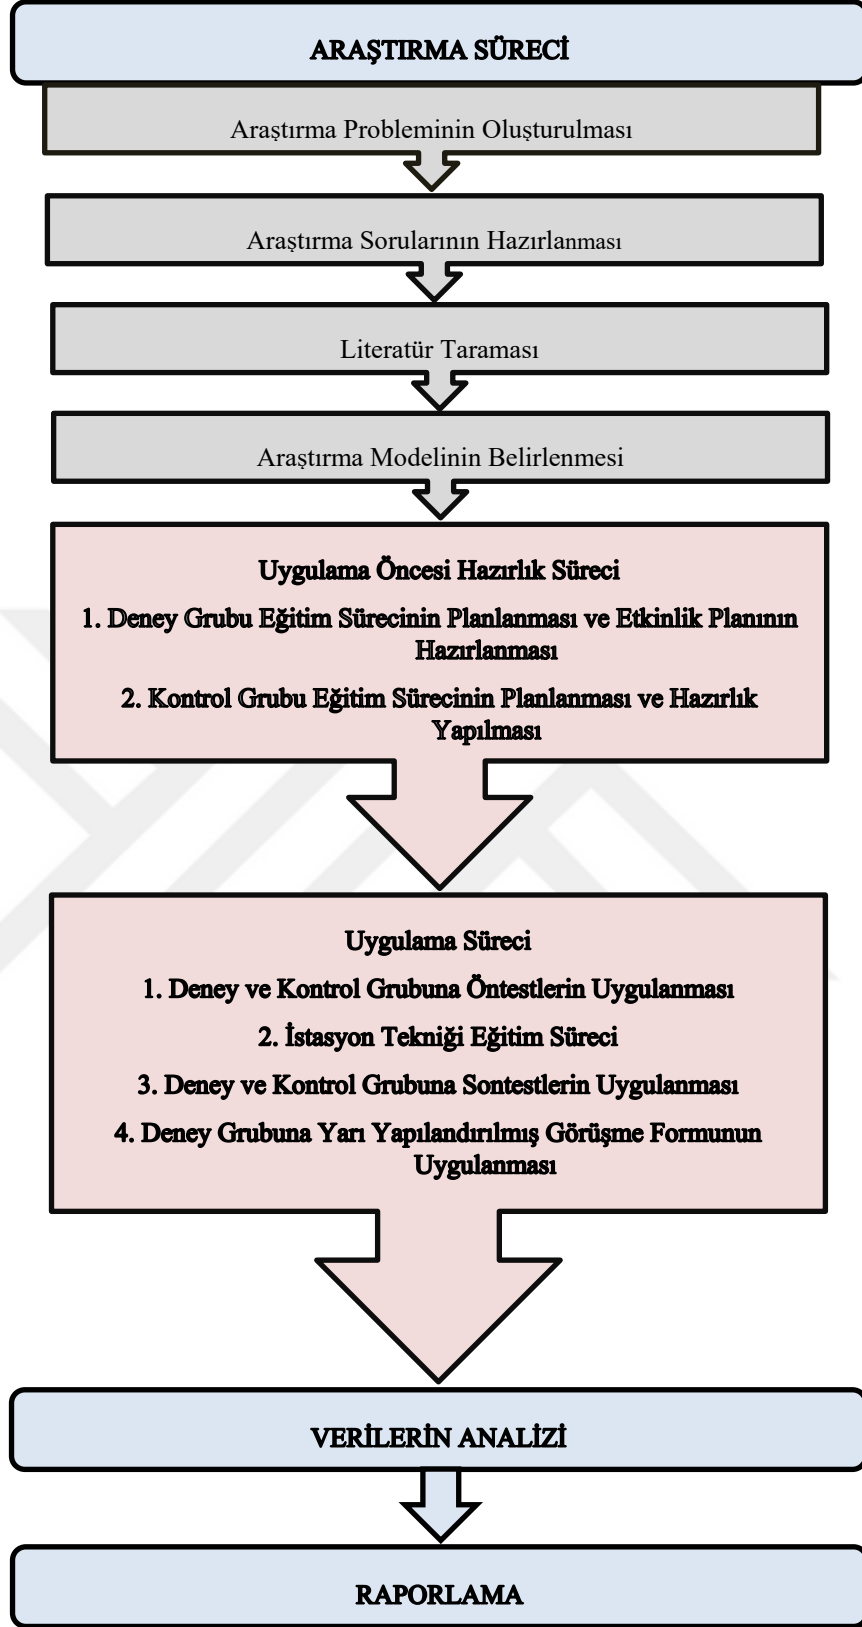 ARAŞTIRMA SÜRECİ
Araştırma Probleminin Oluşturulması
Araştırma Sorularının Hazırlanması
Literatür Taraması
Araştırma Modelinin Belirlenmesi
Uygulama Öncesi Hazırlık Süreci
1. Deney Grubu Eğitim Sürecinin Planlanması ve Etkinlik Planının
Hazırlanması
2. Kontrol Grubu Eğitim Sürecinin Planlanması ve Hazırlık
Yapılması
Uygulama Süreci
1. Deney ve Kontrol Grubuna Öntestlerin Uygulanması
2. İstasyon Tekniği Eğitim Süreci
3. Deney ve Kontrol Grubuna Sontestlerin Uygulanması
4. Deney Grubuna Yarı Yapılandırılmış Görüşme Formunun
Uygulanması
VERİLERİN ANALİZİ
RAPORLAMA